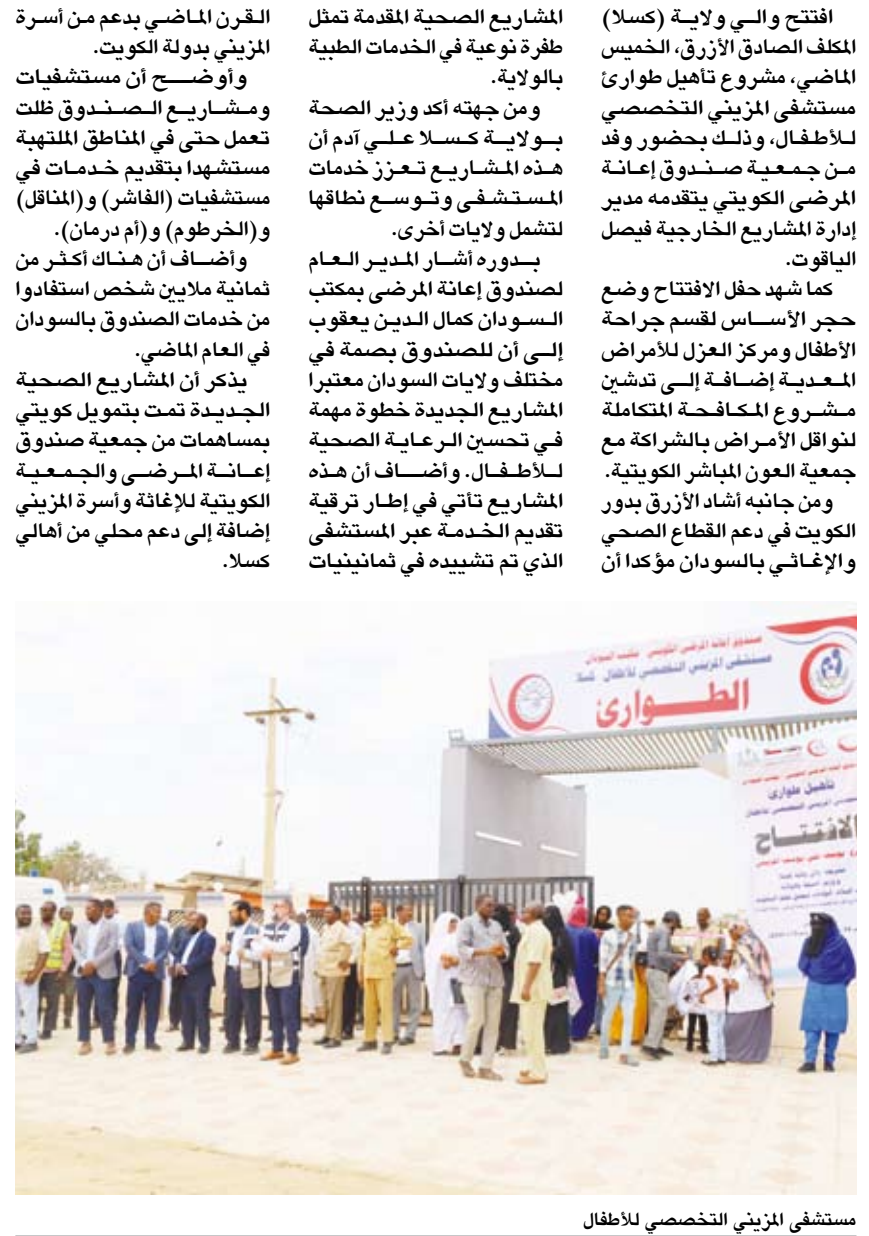 افتتح والي ولاية (كسلا)
المكلف الصادق الأزرق، الخميس
الماضي، مشروع تأهيل طوارئ
مستشفى المزيني التخصصي
للأطفال، وذلك بحضور وفد
من جمعية صندوق إعانة
المرضى الكويتي يتقدمه مدير
إدارة المشاريع الخارجية فيصل
الياقوت.
كما شهد حفل الافتتاح وضع
حجر الأساس لقسم جراحة
الأطفال ومركز العزل للأمراض
المعدية إضافة إلى تدشين
مشروع المكافحة المتكاملة
لنواقل الأمراض بالشراكة مع
جمعية العون المباشر الكويتية.
ومن جانبه أشاد الأزرق بدور
الكويت في دعم القطاع الصحي
والإغاثي بالسودان مؤكدا أن
المشاريع الصحية المقدمة تمثل
طفرة نوعية في الخدمات الطبية
بالولاية.
ومن جهته أكد وزير الصحة
بولاية كسلا علي آدم أن
هذه المشاريع تعزز خدمات
المستشفى وتوسع نطاقها
لتشمل ولايات أخرى.
بدوره أشار المدير العام
لصندوق إعانة المرضى بمكتب
السودان كمال الدين يعقوب
إلى أن للصندوق بصمة في
مختلف ولايات السودان معتبرا
المشاريع الجديدة خطوة مهمة
في تحسين الرعاية الصحية
للأطفال. وأضاف أن هذه
المشاريع تأتي في إطار ترقية
تقديم الخدمة عبر المستشفى
الذي تم تشييده في ثمانينيات
القرن الماضي بدعم من أسرة
المزيني بدولة الكويت.
وأوضح أن مستشفيات
ومشاريع الصندوق ظلت
تعمل حتى في المناطق الملتهبة
مستشهدا بتقديم خدمات في
مستشفيات (الفاشر) و(المناقل)
و(الخرطوم) و(أم درمان).
وأضاف أن هناك أكثر من
ثمانية ملايين شخص استفادوا
من خدمات الصندوق بالسودان
في العام الماضي.
يذكر أن المشاريع الصحية
الجديدة تمت بتمويل كويتي
بمساهمات من جمعية صندوق
إعانة المرضى والجمعية
الكويتية للإغاثة وأسرة المزيني
إضافة إلى دعم محلي من أهالي
كسلا.
صندوق إعانة المرضى الكويتي - مكتب السودان
مستشفى المزيني التخصصي للأطفال - كسلا
الطوارئ
تأهيل طوارئ
الافتتاح
مستشفى المزيني التخصصي للأطفال